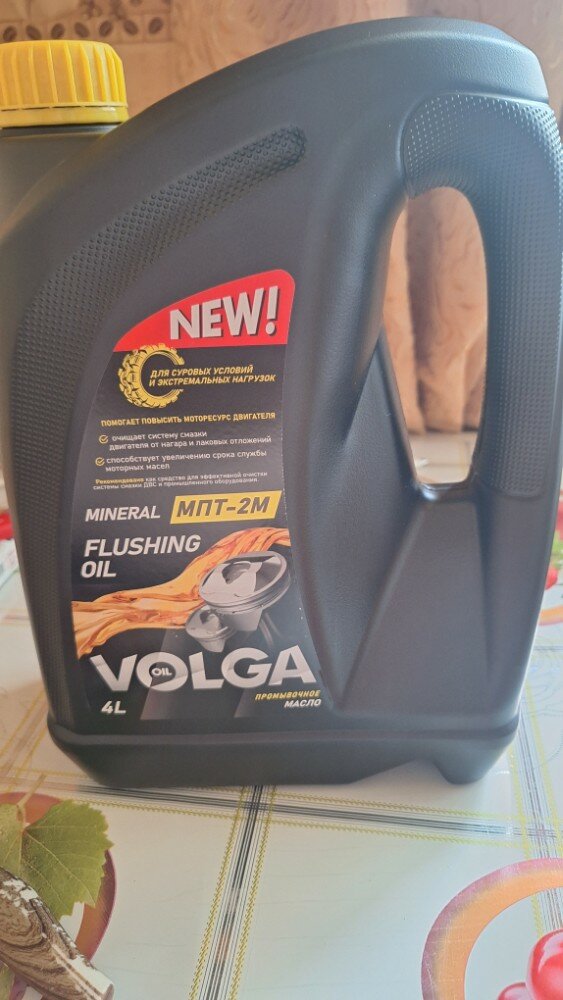 NEW!
ДЛЯ СУРОВЫХ УСЛОВИЙ
И ЭКСТРЕМАЛЬНЫХ НАГРУЗОК
ПОМОГАЕТ ПОВЫСИТЬ МОТОРЕСУРС ДВИГАТЕЛЯ
очищает систему смазки
двигателя от нагара и лаковых отложений
способствует увеличению срока службы
моторных масел
Рекомендовано как средство для эффективной очистки
системы смазки ДВС и промышленного оборудования.
MINERAL МПТ-2М
FLUSHING
OIL
VOLGA
OIL
4L
ПРОМЫВОЧНОЕ
МАСЛО